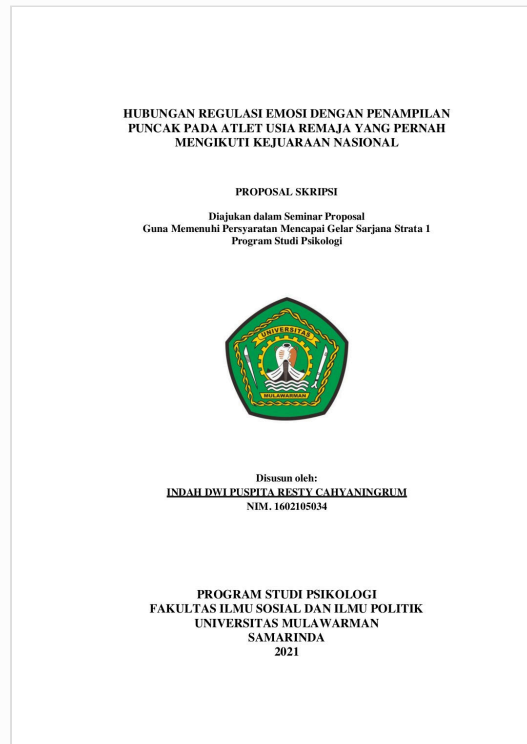 HUBUNGAN REGULASI EMOSI DENGAN PENAMPILAN
PUNCAK PADA ATLET USIA REMAJA YANG PERNAH
MENGIKUTI KEJUARAAN NASIONAL
PROPOSAL SKRIPSI
Diajukan dalam Seminar Proposal
Guna Memenuhi Persyaratan Mencapai Gelar Sarjana Strata 1
Program Studi Psikologi
UNIVERSITAS
MULAWARMAN
Disusun oleh:
INDAH DWI PUSPITA RESTY CAHYANINGRUM
NIM. 1602105034
PROGRAM STUDI PSIKOLOGI
FAKULTAS ILMU SOSIAL DAN ILMU POLITIK
UNIVERSITAS MULAWARMAN
SAMARINDA
2021